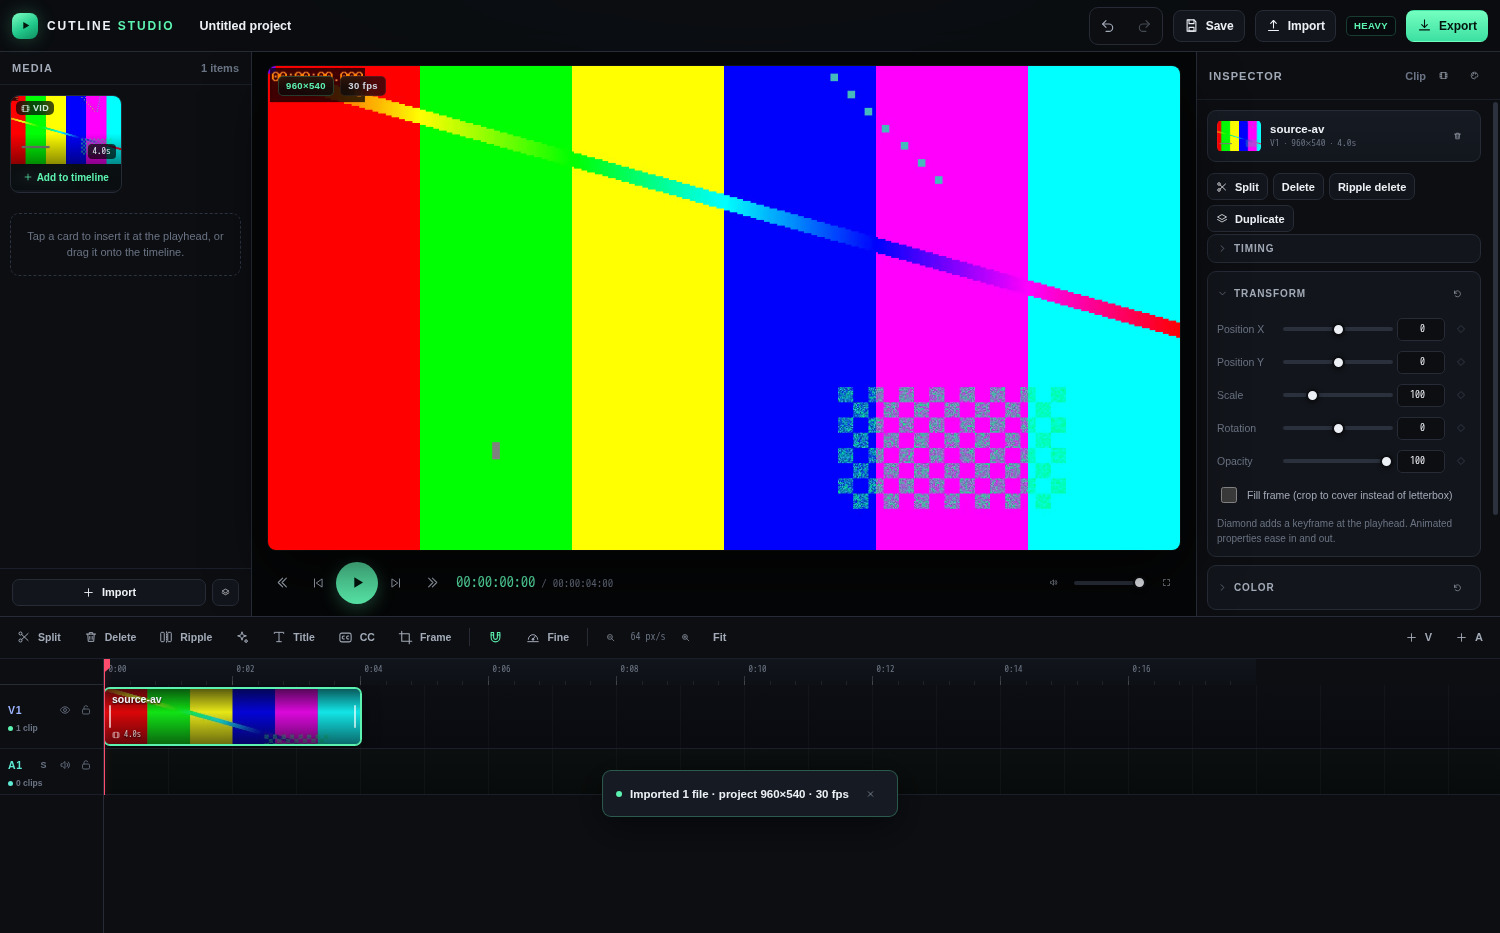 CUTLINE STUDIO
Untitled project
Save
Import
HEAVY
Export
MEDIA
1 items
VID
4.0s
Add to timeline
Tap a card to insert it at the playhead, or
drag it onto the timeline.
Import
960×540
30 fps
00:00:00:00 / 00:00:04:00
INSPECTOR
Clip
source-av
V1 · 960×540 · 4.0s
Split
Delete
Ripple delete
Duplicate
TIMING
TRANSFORM
Position X
0
Position Y
0
Scale
100
Rotation
0
Opacity
100
Fill frame (crop to cover instead of letterbox)
Diamond adds a keyframe at the playhead. Animated
properties ease in and out.
COLOR
Split
Delete
Ripple
Title
CC
Frame
Fine
64 px/s
Fit
V
A
0:00
0:02
0:04
0:06
0:08
0:10
0:12
0:14
0:16
V1
1 clip
source-av
4.0s
A1
S
0 clips
Imported 1 file · project 960×540 · 30 fps